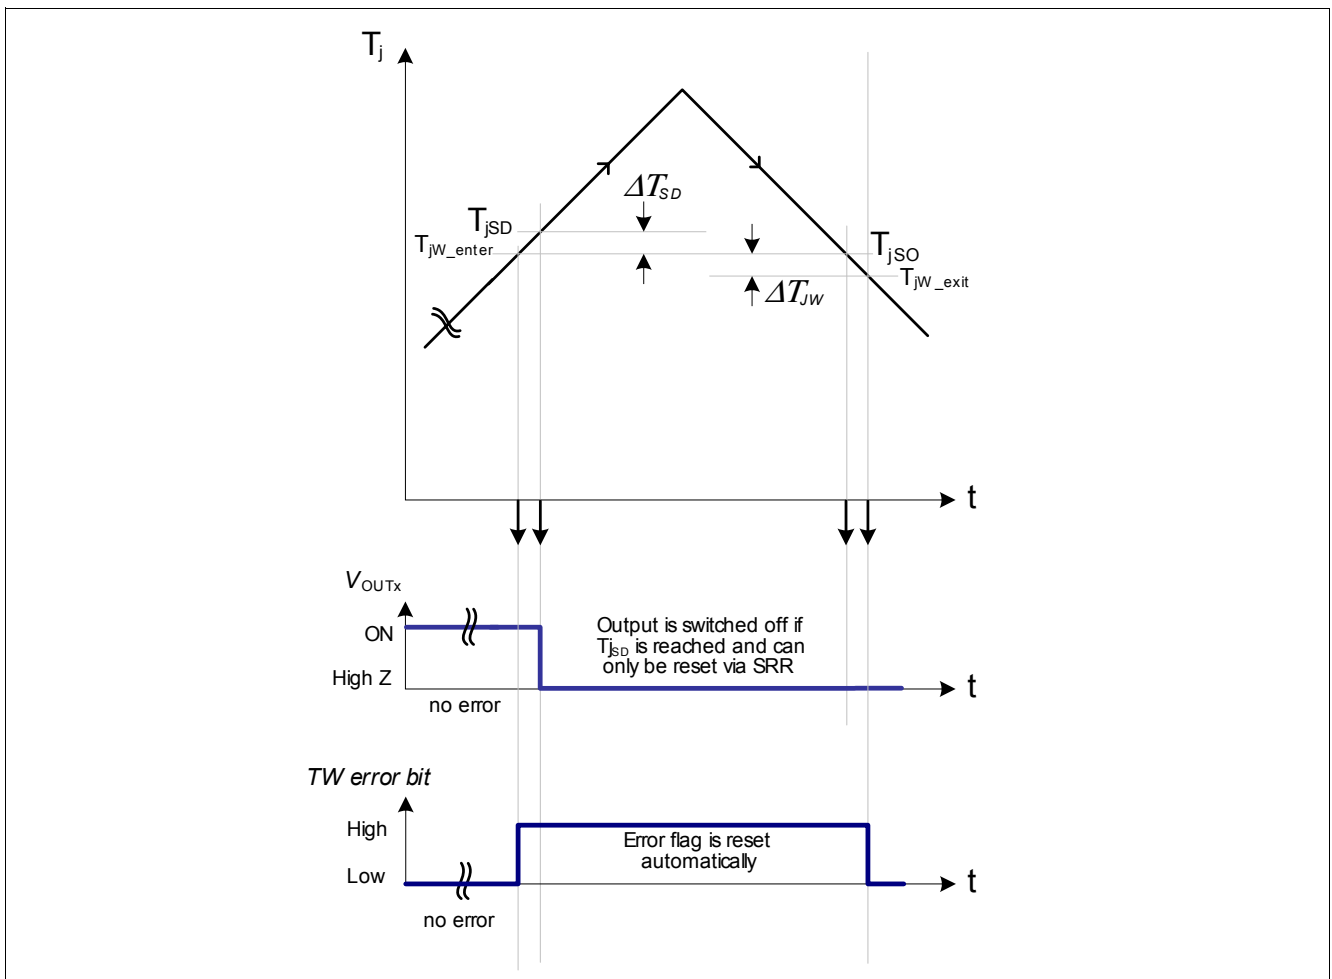 Tj
ΔTSD
TjSD
TjW_enter
TjSO
TjW_exit
ΔTJW
t
VOUTx
ON
Output is switched off if
TjSD is reached and can
only be reset via SRR
High Z
t
no error
TW error bit
High
Error flag is reset
automatically
Low
t
no error